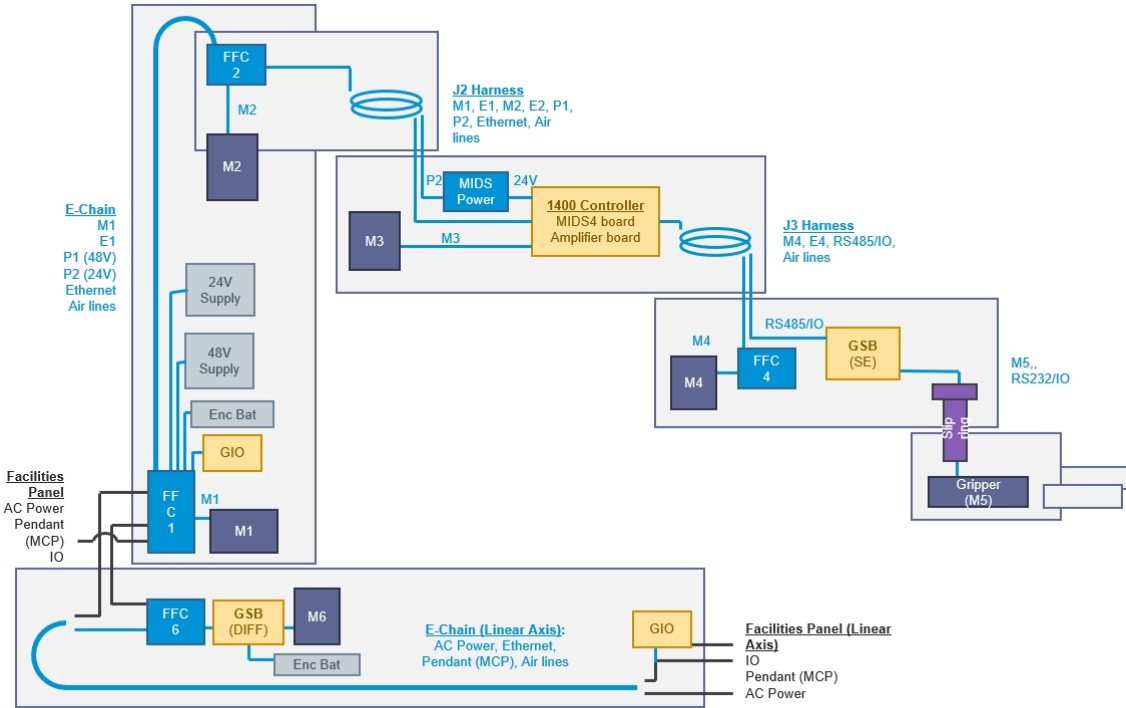 FFC
2
M2
M2
J2 Harness
M1, E1, M2, E2, P1,
P2, Ethernet, Air
lines
P2
MIDS
Power
24V
1400 Controller
MIDS4 board
Amplifier board
M3
M3
J3 Harness
M4, E4, RS485/IO,
Air lines
E-Chain
M1
E1
P1 (48V)
P2 (24V)
Ethernet
Air lines
24V
Supply
48V
Supply
Enc Bat
GIO
FF
C
1
M1
M1
RS485/IO
M4
M4
FFC
4
GSB
(SE)
M5,,
RS232/IO
Slip
ring
Gripper
(M5)
Facilities
Panel
AC Power
Pendant
(MCP)
IO
FFC
6
GSB
(DIFF)
M6
Enc Bat
E-Chain (Linear Axis):
AC Power, Ethernet,
Pendant (MCP), Air lines
GIO
Facilities Panel (Linear
Axis)
IO
Pendant (MCP)
AC Power